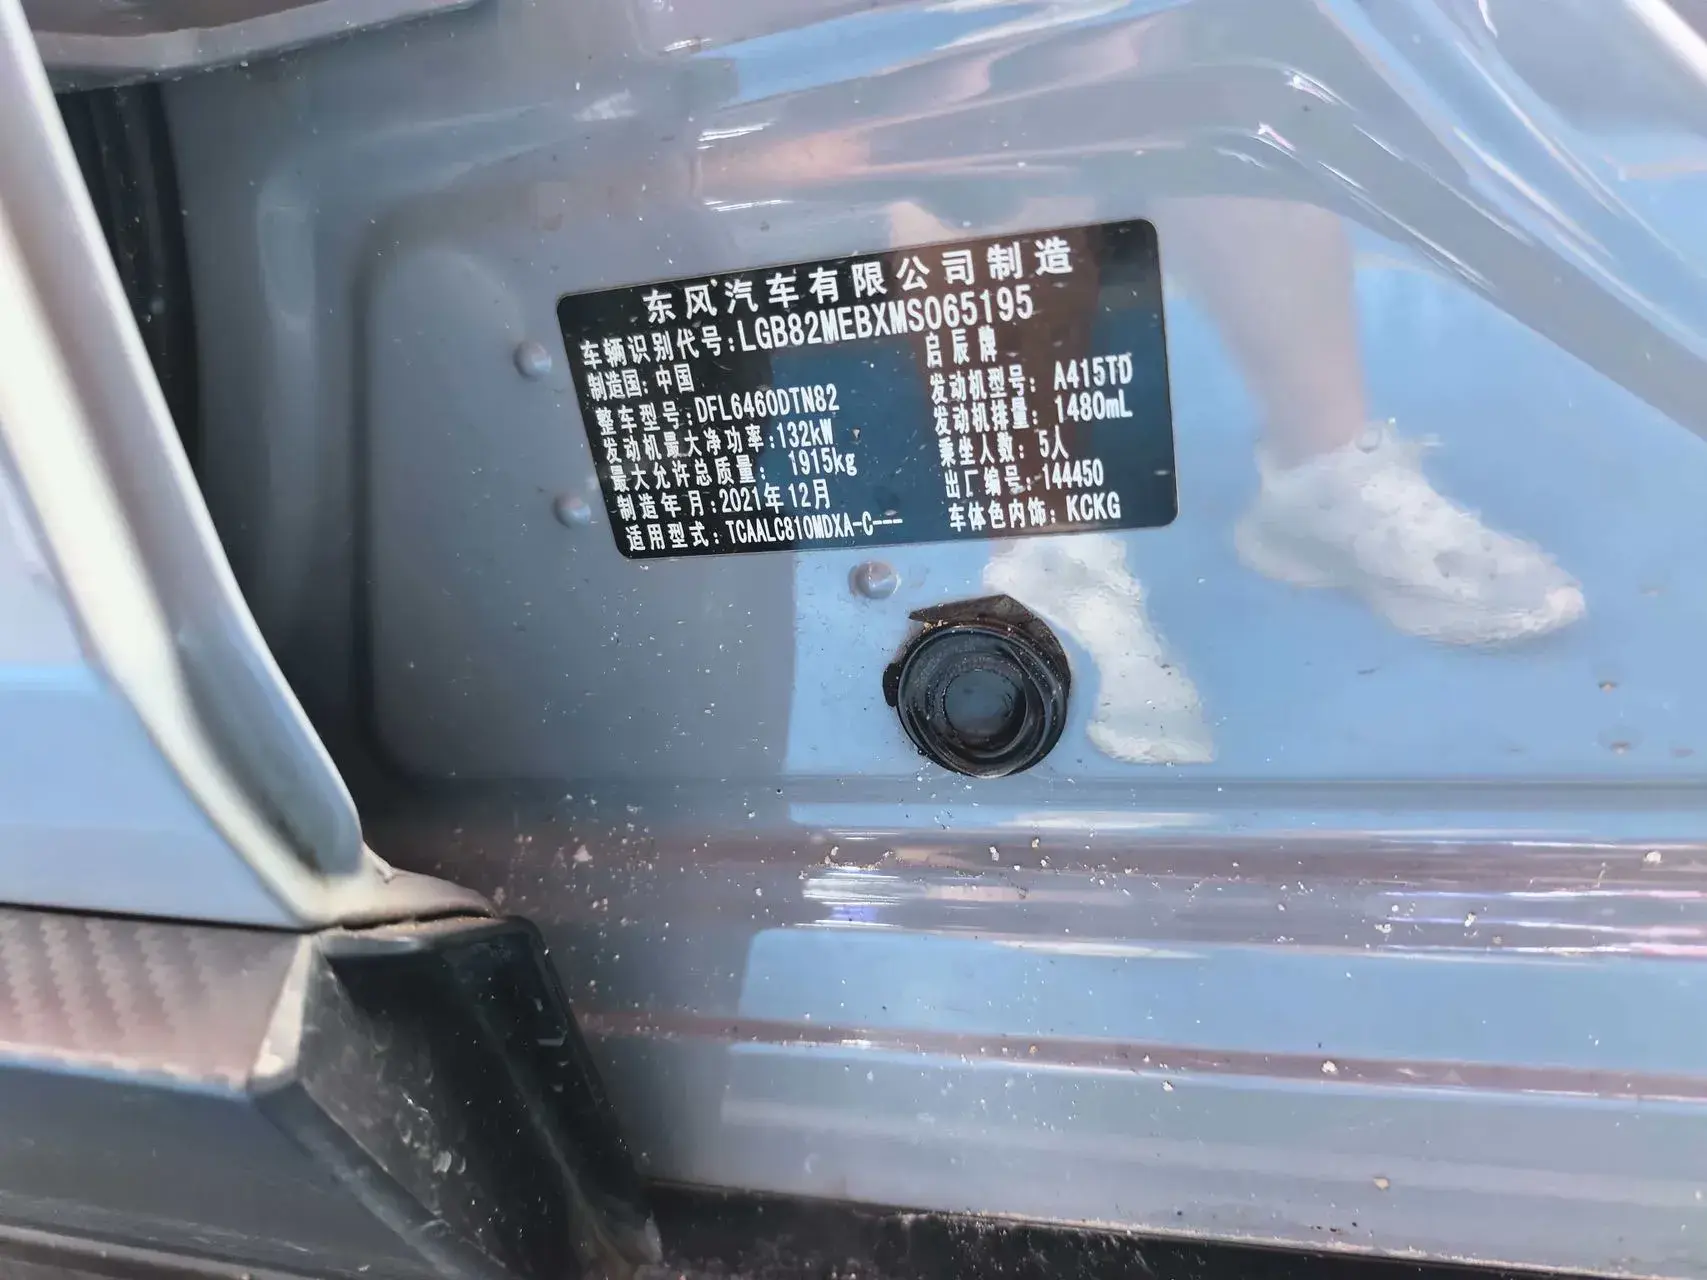 东风汽车有限公司制造
车辆识别代号:LGB82MEBXMS065195
制造国:中国 启辰牌
整车型号:DFL6460DTN82 发动机型号:A415TD
发动机最大净功率:132kW 发动机排量:1480mL
最大允许总质量: 1915kg 乘坐人数:5人
制造年月:2021年12月 出厂编号:144450
适用型式:TCAALC810MDXA-C--- 车体色内饰:KCKG